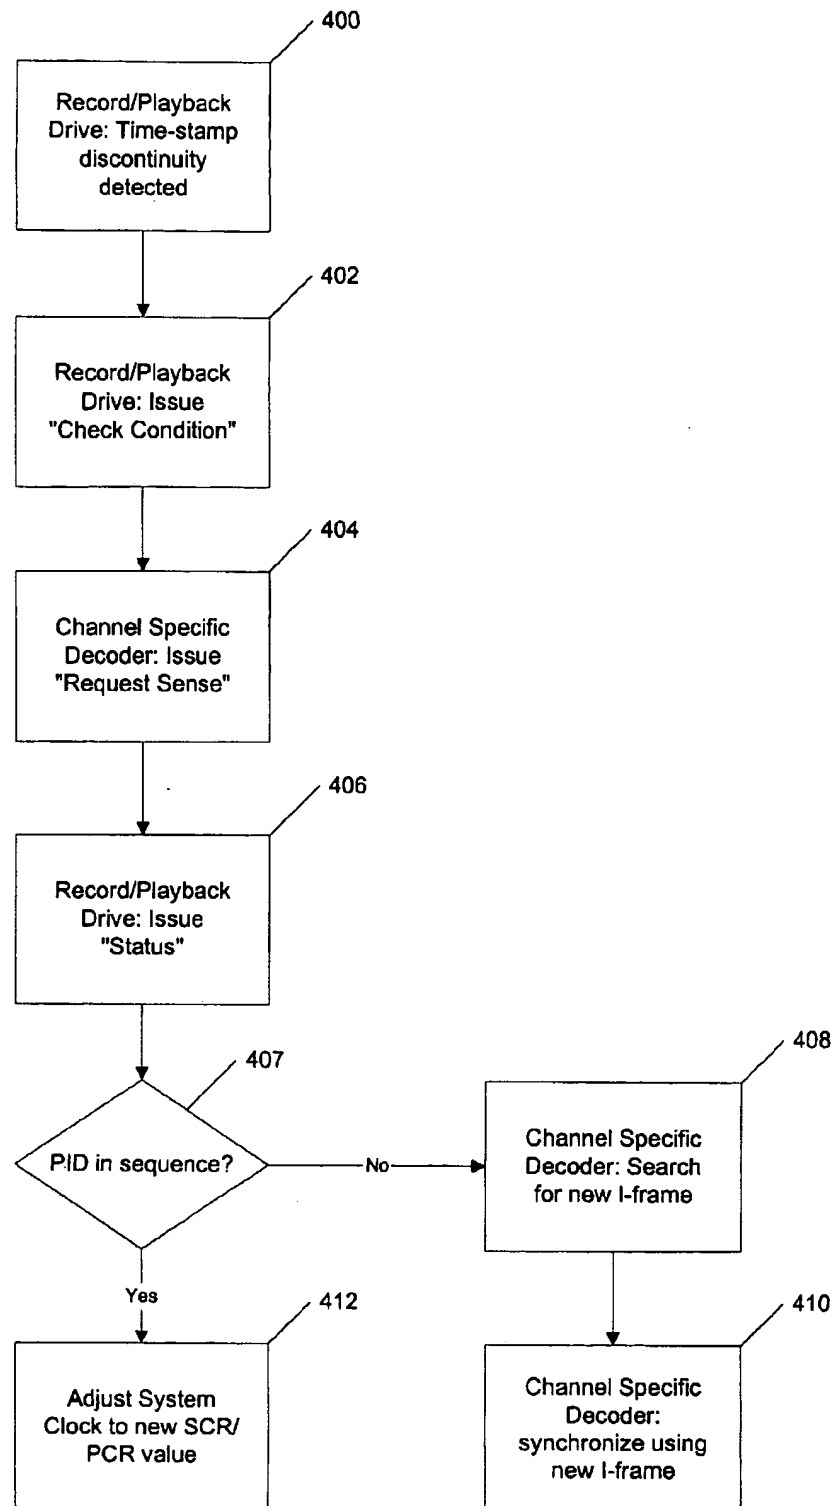 400
Record/Playback
Drive: Time-stamp
discontinuity
detected
402
Record/Playback
Drive: Issue
"Check Condition"
404
Channel Specific
Decoder: Issue
"Request Sense"
406
Record/Playback
Drive: Issue
"Status"
407
PID in sequence?
No
408
Channel Specific
Decoder: Search
for new I-frame
Yes
412
Adjust System
Clock to new SCR/
PCR value
410
Channel Specific
Decoder:
synchronize using
new I-frame